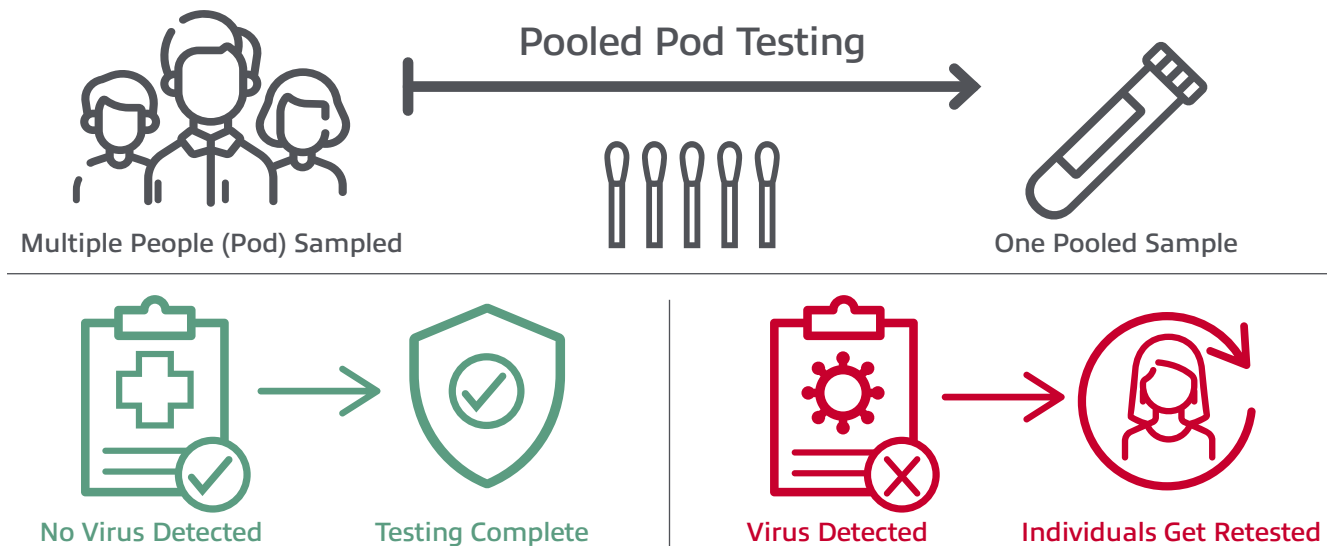 Pooled Pod Testing
Multiple People (Pod) Sampled
One Pooled Sample
No Virus Detected
Testing Complete
Virus Detected
Individuals Get Retested